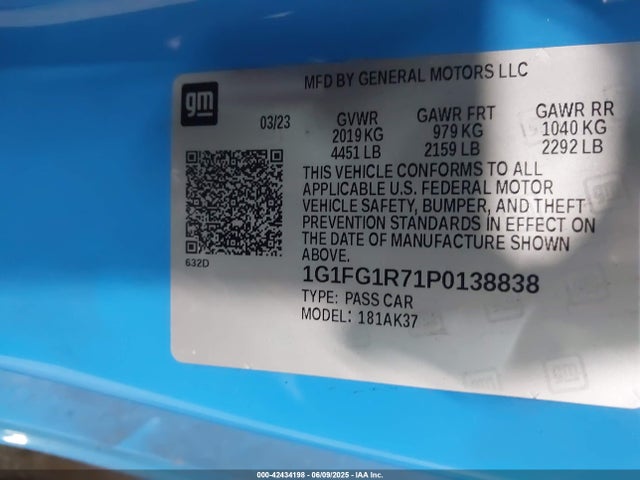 MFD BY GENERAL MOTORS LLC
gm
03/23 GVWR GAWR FRT GAWR RR
2019 KG 979 KG 1040 KG
4451 LB 2159 LB 2292 LB
THIS VEHICLE CONFORMS TO ALL
APPLICABLE U.S. FEDERAL MOTOR
VEHICLE SAFETY, BUMPER, AND THEFT
PREVENTION STANDARDS IN EFFECT ON
THE DATE OF MANUFACTURE SHOWN
ABOVE.
632D
1G1FG1R71P0138838
TYPE: PASS CAR
MODEL: 181AK37
000-42434198 - 06/09/2025 - IAA Inc.